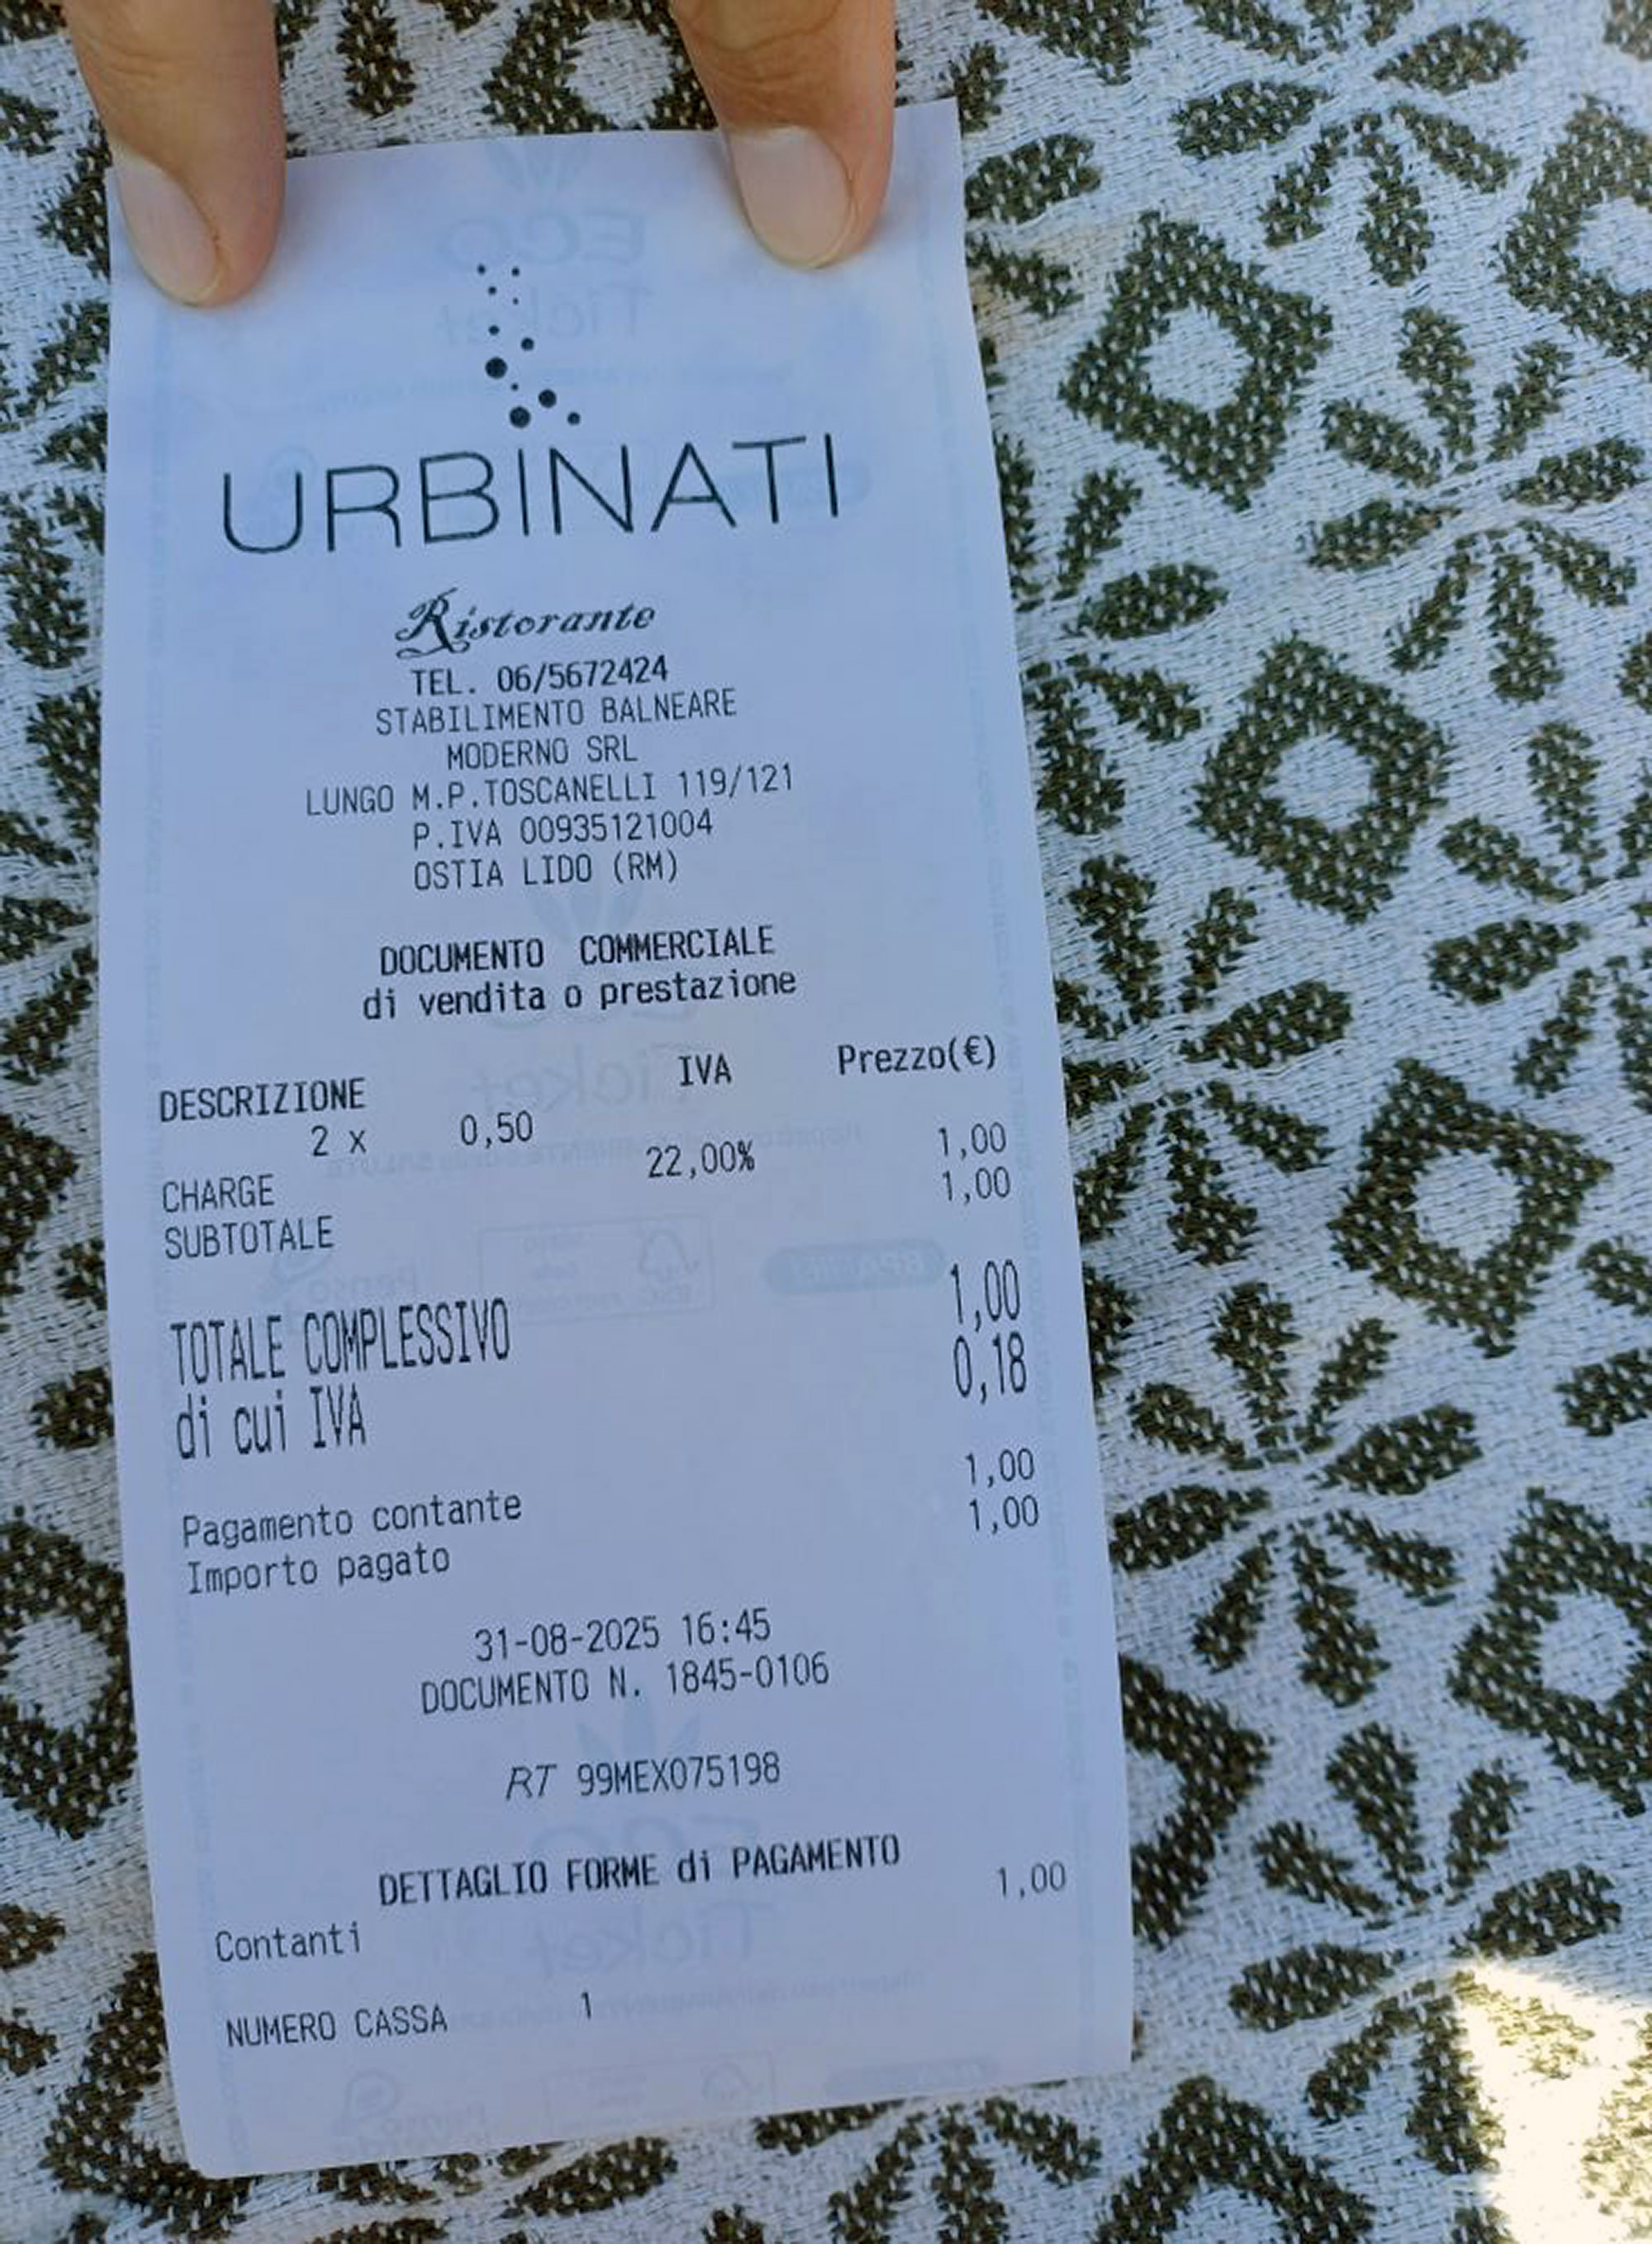 URBINATI
Ristorante
TEL. 06/5672424
STABILIMENTO BALNEARE
MODERNO SRL
LUNGO M.P.TOSCANELLI 119/121
P.IVA 00935121004
OSTIA LIDO (RM)
DOCUMENTO COMMERCIALE
di vendita o prestazione
DESCRIZIONE IVA Prezzo(€)
2 x 0,50
CHARGE 22,00% 1,00
SUBTOTALE 1,00
TOTALE COMPLESSIVO 1,00
di cui IVA 0,18
Pagamento contante 1,00
Importo pagato 1,00
31-08-2025 16:45
DOCUMENTO N. 1845-0106
RT 99MEX075198
DETTAGLIO FORME di PAGAMENTO
Contanti 1,00
NUMERO CASSA 1